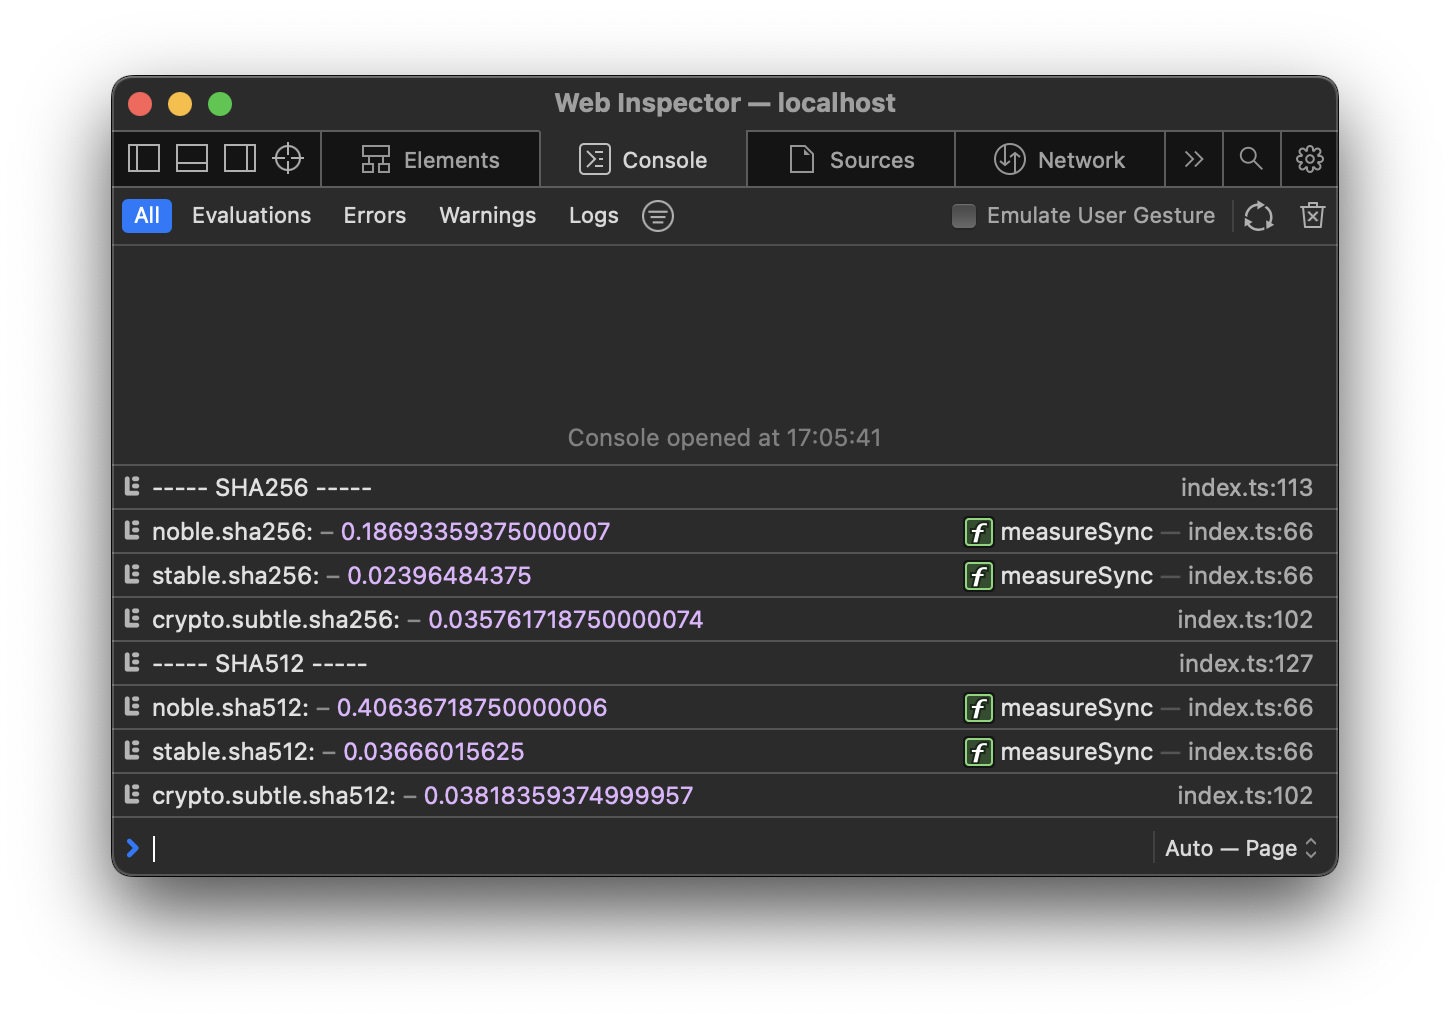 Web Inspector — localhost
Elements
Console
Sources
Network
All
Evaluations
Errors
Warnings
Logs
Emulate User Gesture
Console opened at 17:05:41
----- SHA256 ----- index.ts:113
noble.sha256: – 0.18693359375000007 f measureSync — index.ts:66
stable.sha256: – 0.02396484375 f measureSync — index.ts:66
crypto.subtle.sha256: – 0.035761718750000074 index.ts:102
----- SHA512 ----- index.ts:127
noble.sha512: – 0.40636718750000006 f measureSync — index.ts:66
stable.sha512: – 0.03666015625 f measureSync — index.ts:66
crypto.subtle.sha512: – 0.03818359374999957 index.ts:102
Auto — Page